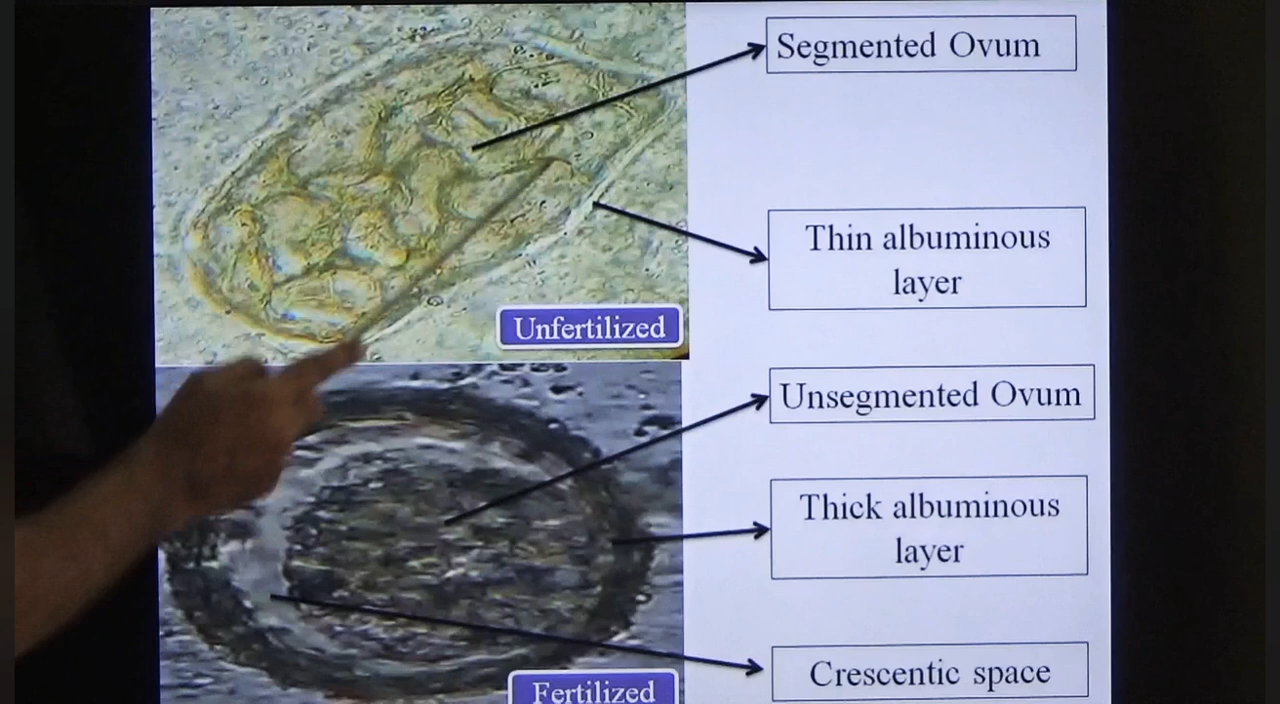 Segmented Ovum
Thin albuminous
layer
Unfertilized
Unsegmented Ovum
Thick albuminous
layer
Crescentic space
Fertilized